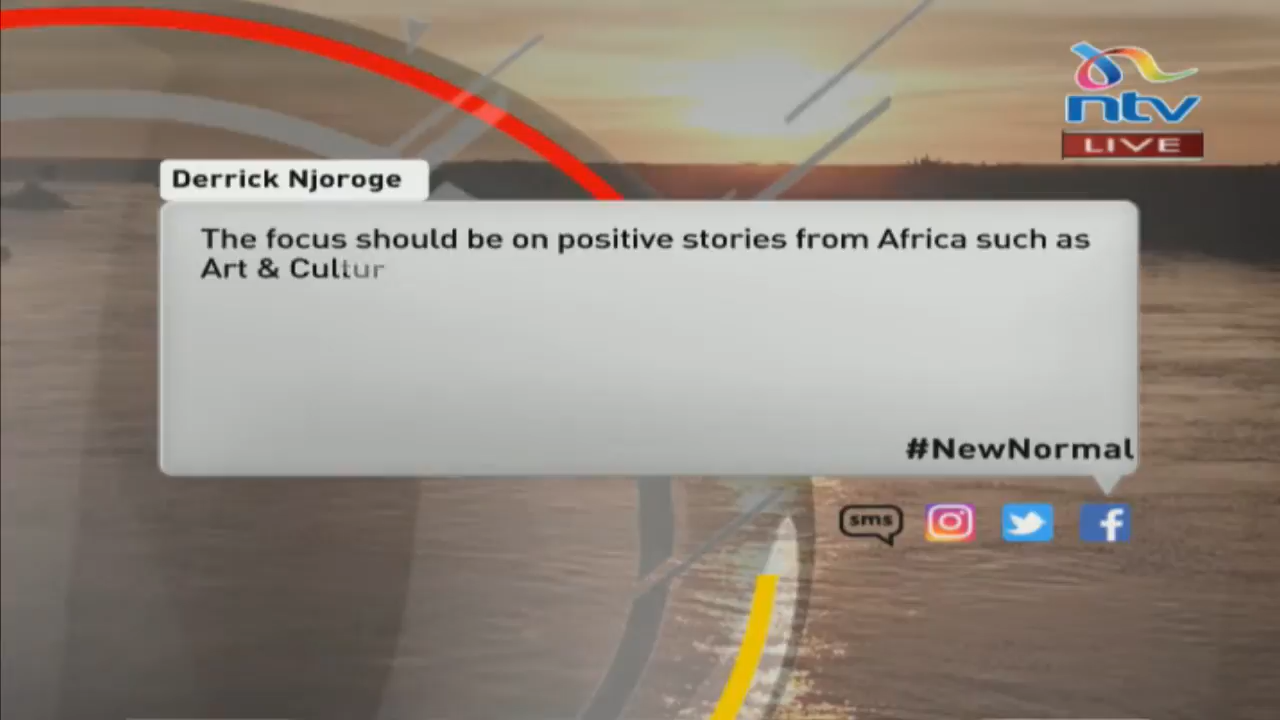 ntv
LIVE
Derrick Njoroge
The focus should be on positive stories from Africa such as
Art & Cultur
#NewNormal
sms